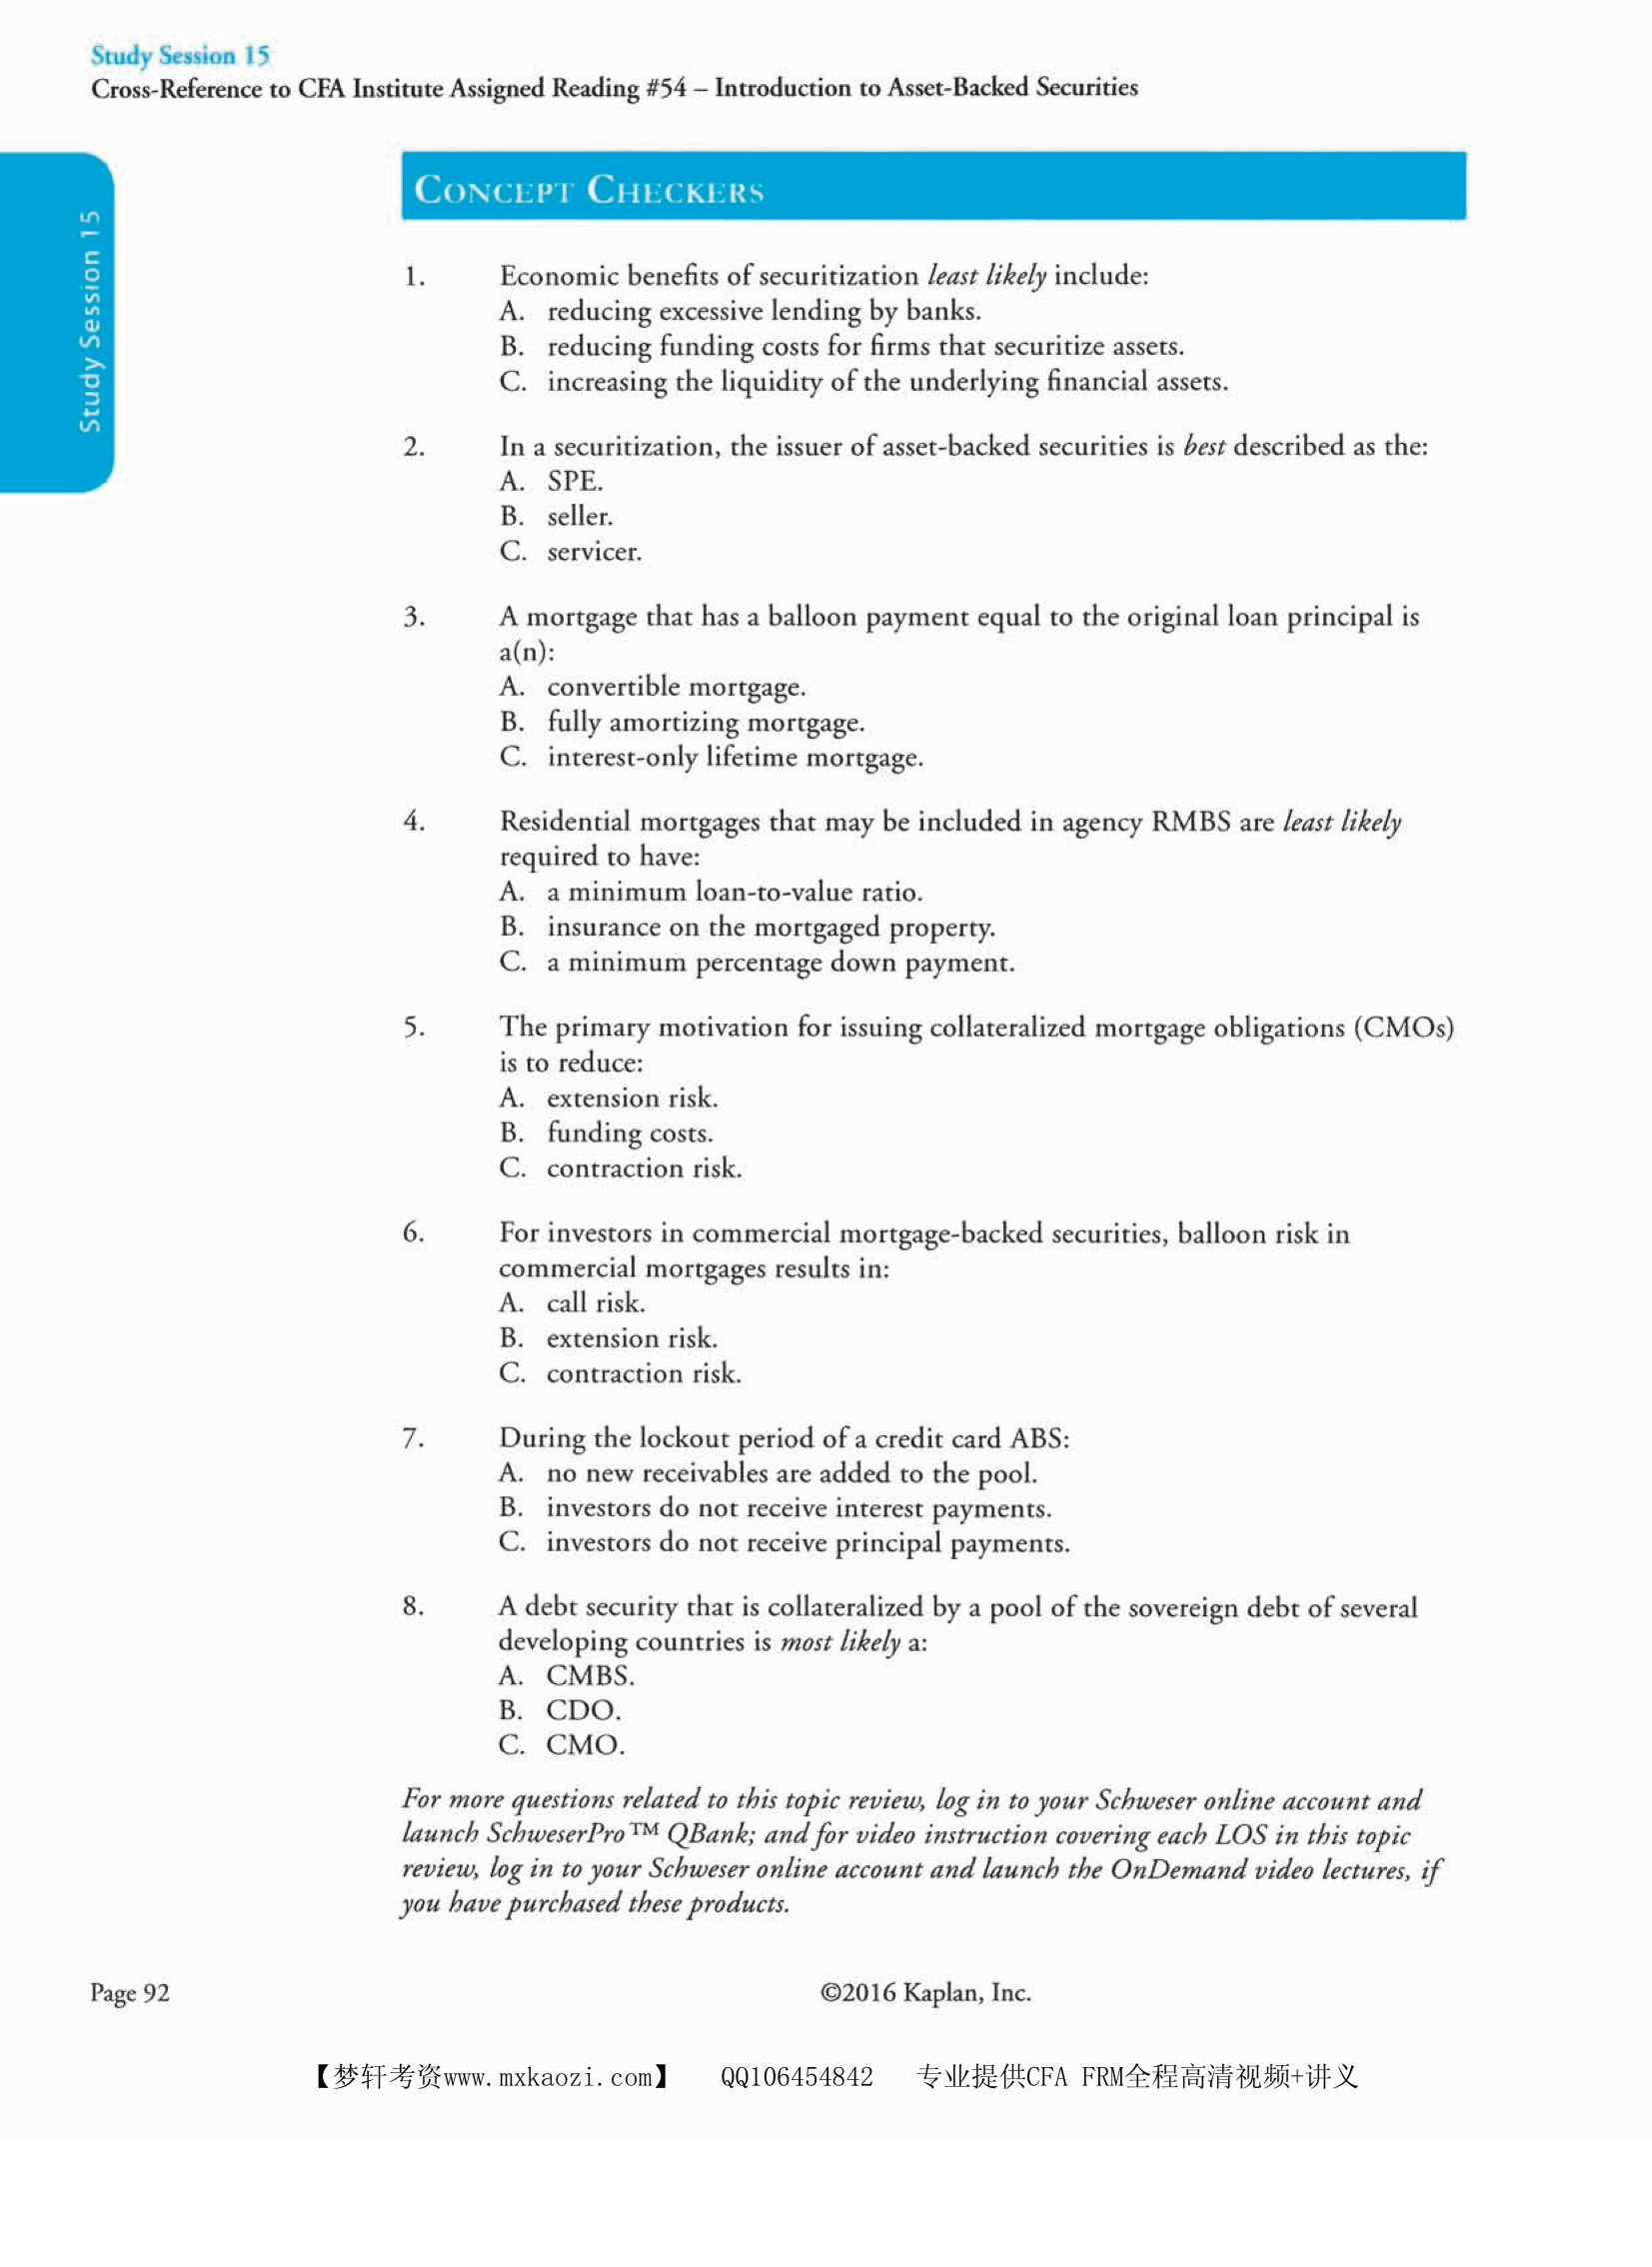 Study Session 15
Cross-Reference to CFA Institute Assigned Reading #54 – Introduction to Asset-Backed Securities
Study Session 15
CONCEPT CHECKERS
1. Economic benefits of securitization least likely include:
A. reducing excessive lending by banks.
B. reducing funding costs for firms that securitize assets.
C. increasing the liquidity of the underlying financial assets.
2. In a securitization, the issuer of asset-backed securities is best described as the:
A. SPE.
B. seller.
C. servicer.
3. A mortgage that has a balloon payment equal to the original loan principal is
a(n):
A. convertible mortgage.
B. fully amortizing mortgage.
C. interest-only lifetime mortgage.
4. Residential mortgages that may be included in agency RMBS are least likely
required to have:
A. a minimum loan-to-value ratio.
B. insurance on the mortgaged property.
C. a minimum percentage down payment.
5. The primary motivation for issuing collateralized mortgage obligations (CMOs)
is to reduce:
A. extension risk.
B. funding costs.
C. contraction risk.
6. For investors in commercial mortgage-backed securities, balloon risk in
commercial mortgages results in:
A. call risk.
B. extension risk.
C. contraction risk.
7. During the lockout period of a credit card ABS:
A. no new receivables are added to the pool.
B. investors do not receive interest payments.
C. investors do not receive principal payments.
8. A debt security that is collateralized by a pool of the sovereign debt of several
developing countries is most likely a:
A. CMBS.
B. CDO.
C. CMO.
For more questions related to this topic review, log in to your Schweser online account and
launch SchweserPro™ QBank; and for video instruction covering each LOS in this topic
review, log in to your Schweser online account and launch the OnDemand video lectures, if
you have purchased these products.
Page 92 ©2016 Kaplan, Inc.
【梦轩考资www.mxkaozi.com】 QQ106454842 专业提供CFA FRM全程高清视频+讲义